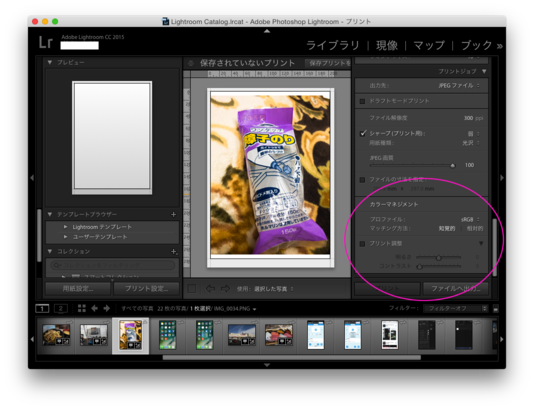 Lightroom Catalog.lrcat - Adobe Photoshop Lightroom - プリント
Lr
Adobe Lightroom CC 2015
ライブラリ | 現像 | マップ | ブック »
プレビュー
保存されていないプリント
保存プリントを
プリントジョブ
出力先:
JPEG ファイル
ドラフトモードプリント
ファイル解像度
300 ppi
シャープ(プリント用):
弱
用紙種類:
光沢
JPEG 画質
100
障子のり
150g
カラーマネジメント
プロファイル:
sRGB
マッチング方法:
知覚的
相対的
プリント調整
テンプレートブラウザー
Lightroom テンプレート
ユーザーテンプレート
コレクション
用紙設定...
プリント設定...
使用:
選択した写真
ファイルへ出力...
1
2
すべての写真
22 枚の写真/
1 枚選択/
IMG_0034.PNG
フィルター:
フィルターオフ